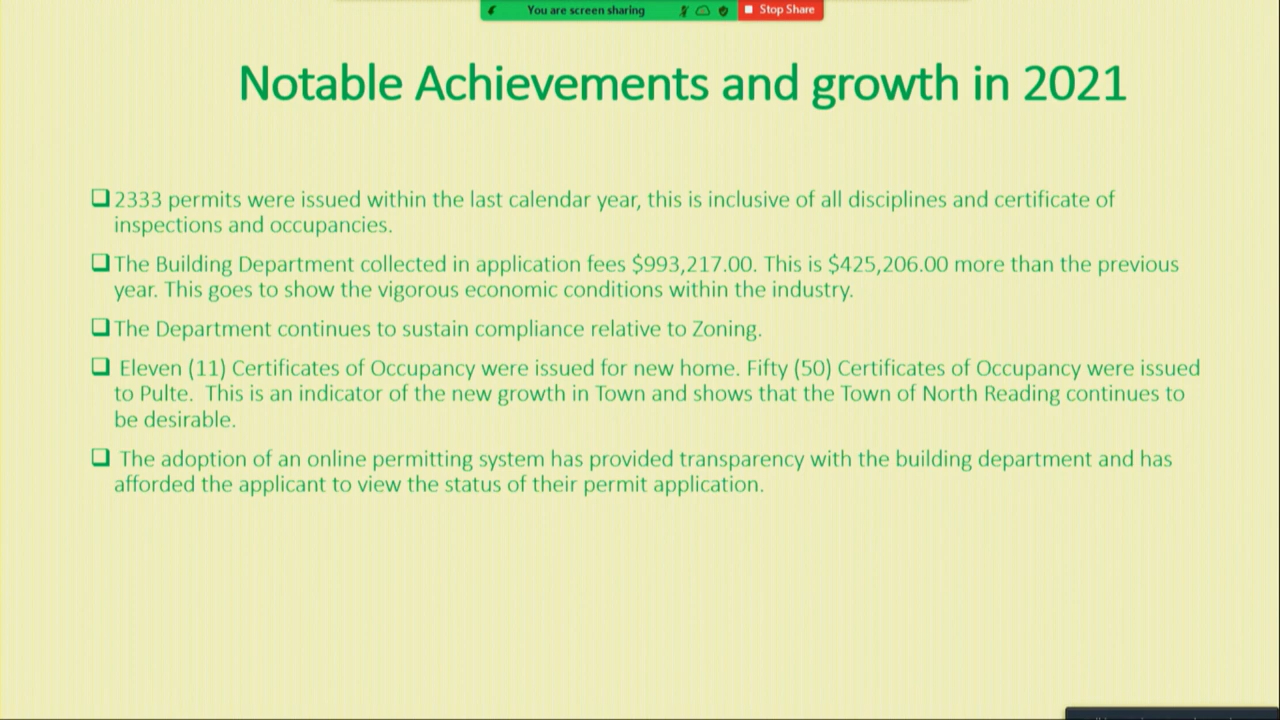 You are screen sharing
Stop Share
Notable Achievements and growth in 2021
2333 permits were issued within the last calendar year, this is inclusive of all disciplines and certificate of
inspections and occupancies.
The Building Department collected in application fees $993,217.00. This is $425,206.00 more than the previous
year. This goes to show the vigorous economic conditions within the industry.
The Department continues to sustain compliance relative to Zoning.
Eleven (11) Certificates of Occupancy were issued for new home. Fifty (50) Certificates of Occupancy were issued
to Pulte. This is an indicator of the new growth in Town and shows that the Town of North Reading continues to
be desirable.
The adoption of an online permitting system has provided transparency with the building department and has
afforded the applicant to view the status of their permit application.